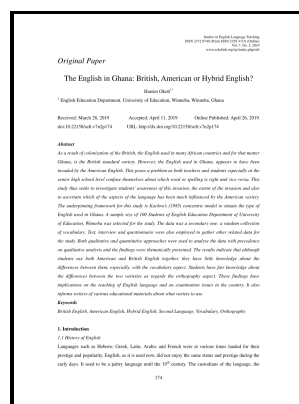 Studies in English Language Teaching
ISSN 2372-9740 (Print) ISSN 2329-311X (Online)
Vol. 7, No. 2, 2019
www.scholink.org/ojs/index.php/selt
Original Paper
The English in Ghana: British, American or Hybrid English?
Harriet Okoh1*
1 English Education Department, University of Education, Winneba, Ghana
Received: March 28, 2019 Accepted: April 11, 2019 Online Published: April 26, 2019
doi:10.22158/selt.v7n2p174 URL: http://dx.doi.org/10.22158/selt.v7n2p174
Abstract
As a result of colonization of the British, the English used in many African countries and for that matter
Ghana, is the British standard variety. However, the English used in Ghana, appears to have been
invaded by the American English. This poses a problem as both teachers and students especially at the
senior high school level confuse themselves about which word or spelling is right and vice versa. This
study that seeks to investigate students' awareness of this invasion, the extent of the invasion and also
to ascertain which of the aspects of the language has been much influenced by the American variety.
The underpinning framework for this study is Kachru's (1985) concentric model to situate the type of
English used in Ghana. A sample size of 100 Students of English Education Department of University
of Education, Winneba was selected for the study. The data was a secondary one, a random collection
of vocabulary. Test, interview and questionnaire were also employed to gather other related data for
the study. Both qualitative and quantitative approaches were used to analyse the data with prevalence
on qualitative analysis and the findings were thematically presented. The results indicate that although
students use both American and British English together, they have little knowledge about the
differences between them, especially with the vocabulary aspect. Students have fair knowledge about
the differences between the two varieties as regards the orthography aspect. These findings have
implications on the teaching of English language and on examination issues in the country. It also
informs writers of various educational materials about what variety to use.
Keywords
British English, American English, Hybrid English, Second Language, Vocabulary, Orthography
1. Introduction
1.1 History of English
Languages such as Hebrew, Greek, Latin, Arabic and French were at various times lauded for their
prestige and popularity. English, as it is used now, did not enjoy the same status and prestige during the
early days. It used to be a paltry language until the 19th century. The custodians of the language, the
174